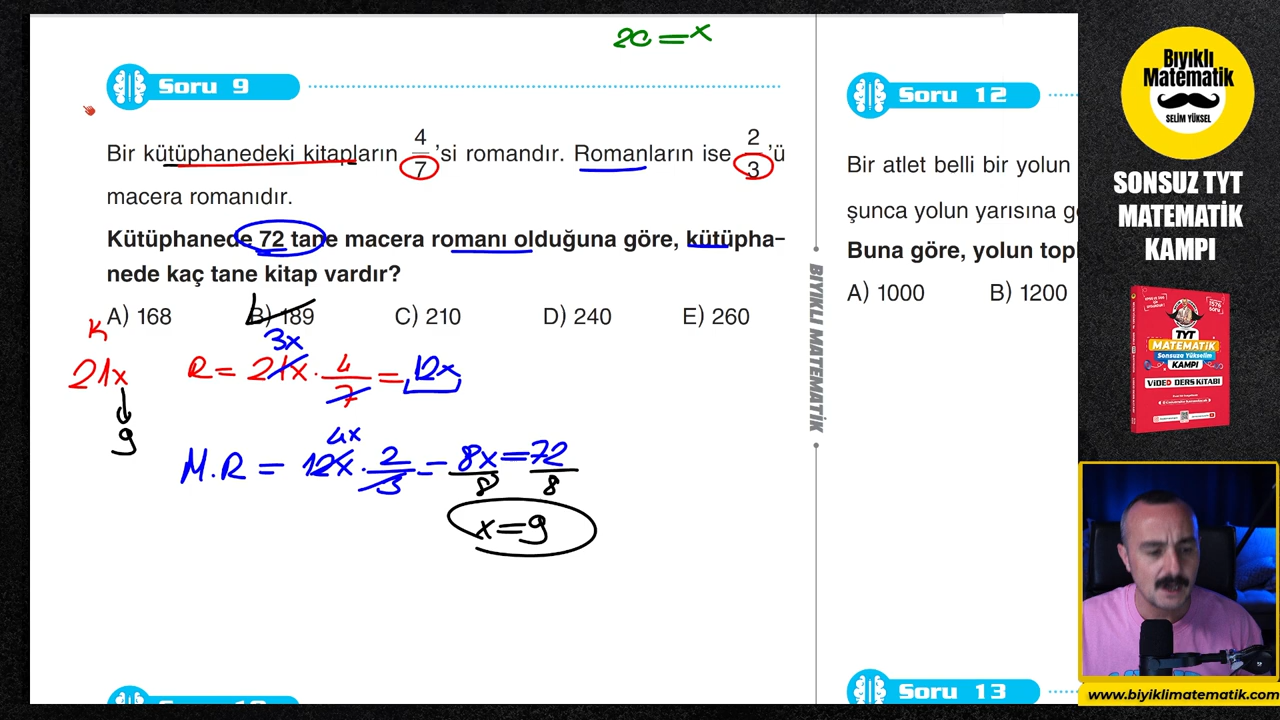 20 = x
Soru 9
Bir kütüphanedeki kitapların 4/7 'si romandır. Romanların ise 2/3 'ü
macera romanıdır.
Kütüphanede 72 tane macera romanı olduğuna göre, kütüpha-
nede kaç tane kitap vardır?
A) 168 B) 189 C) 210 D) 240 E) 260
K
21x
9
3x
R = 21x · 4/7 = 12x
4x
M.R = 12x · 2/3 = 8x = 72
8 8
x = 9
BIYIKLI MATEMATİK
Soru 12
Bir atlet belli bir yolun
şunca yolun yarısına ge
Buna göre, yolun topl
A) 1000 B) 1200
Soru 13
BIYIKLI
Matematik
SELİM YÜKSEL
SONSUZ TYT
MATEMATİK
KAMPI
TYT
MATEMATİK
Sonsuza Yükselim
KAMPI
VİDEO DERS KİTABI
www.biyiklimatematik.com